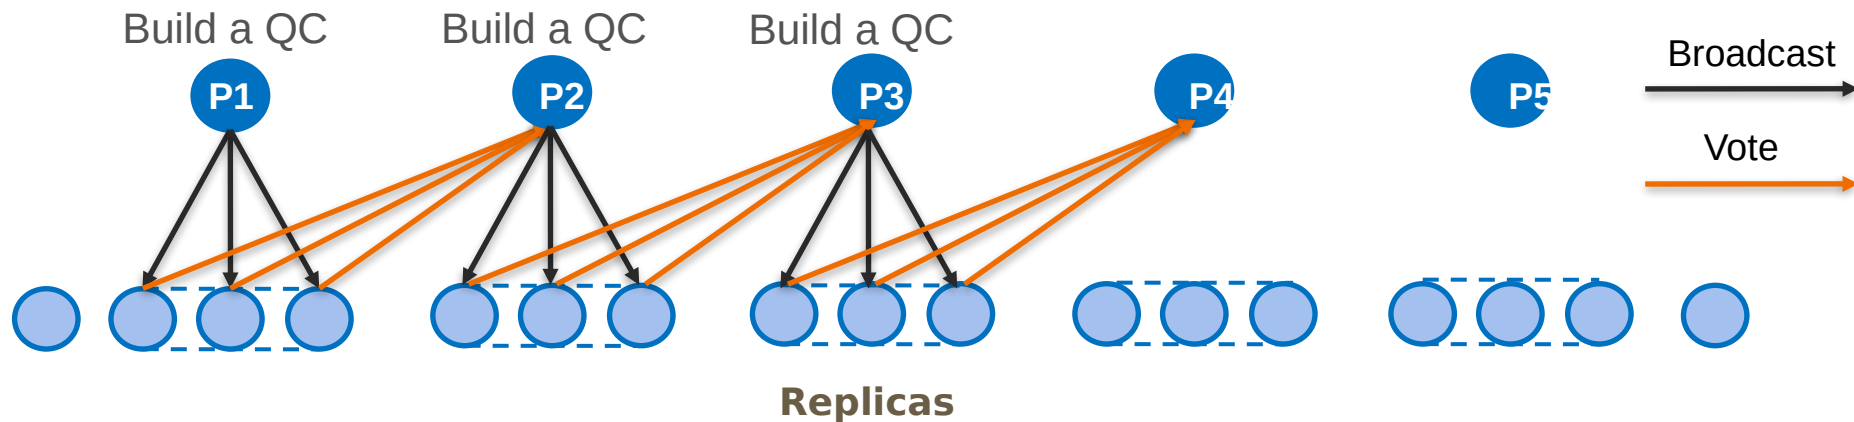 Build a QC Build a QC Build a QC
Broadcast
P1 P2 P3 P4 P5
Vote
Replicas